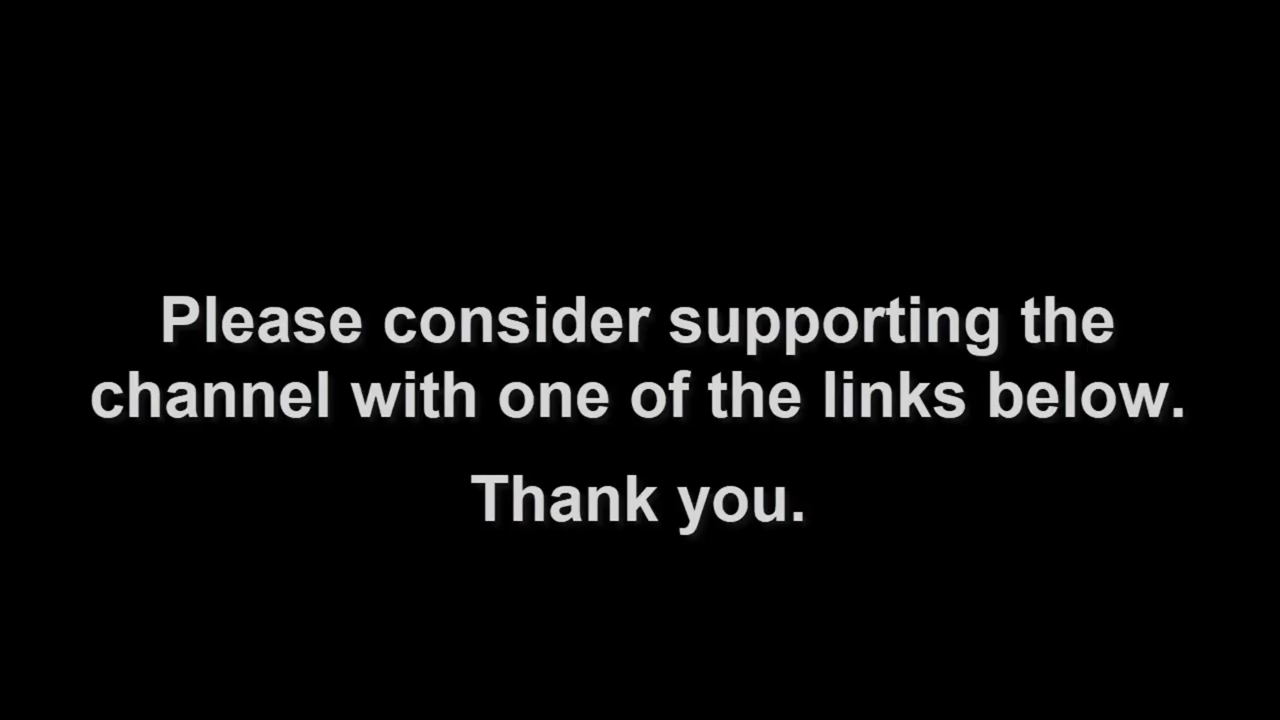 Please consider supporting the
channel with one of the links below.
Thank you.